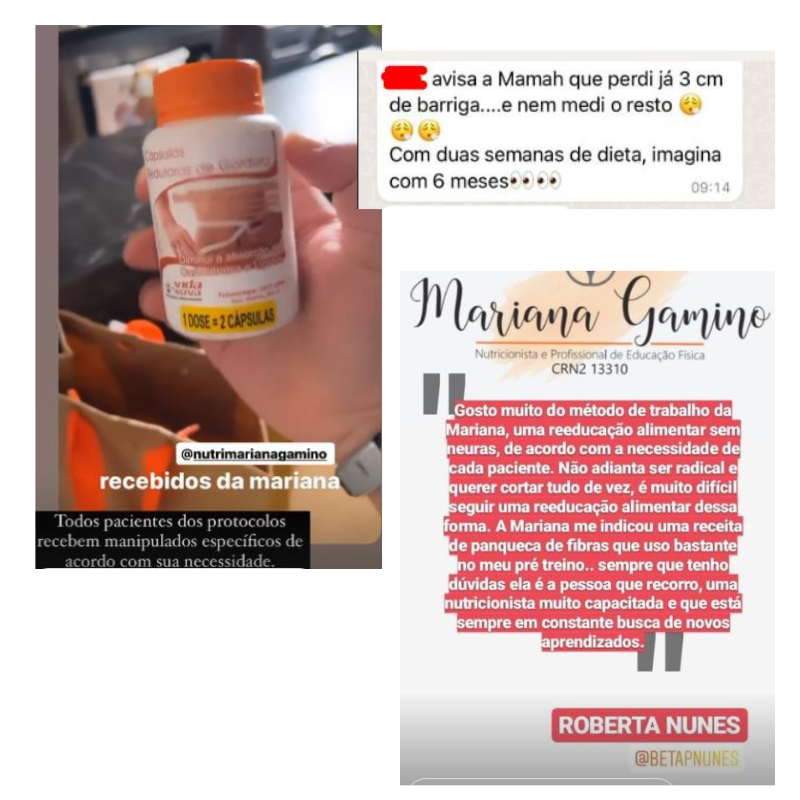 Cápsulas
Redutoras de Gordura
Diminui a absorção
vida
nova
1 DOSE = 2 CÁPSULAS
@nutrimarianagamino
recebidos da mariana
Todos pacientes dos protocolos
recebem manipulados específicos de
acordo com sua necessidade.
avisa a Mamah que perdi já 3 cm
de barriga....e nem medi o resto 😮‍💨
😮‍💨😮‍💨
Com duas semanas de dieta, imagina
com 6 meses👀👀
09:14
Mariana Gamino
Nutricionista e Profissional de Educação Física
CRN2 13310
"Gosto muito do método de trabalho da
Mariana, uma reeducação alimentar sem
neuras, de acordo com a necessidade de
cada paciente. Não adianta ser radical e
querer cortar tudo de vez, é muito difícil
seguir uma reeducação alimentar dessa
forma. A Mariana me indicou uma receita
de panqueca de fibras que uso bastante
no meu pré treino.. sempre que tenho
dúvidas ela é a pessoa que recorro, uma
nutricionista muito capacitada e que está
sempre em constante busca de novos
aprendizados."
ROBERTA NUNES
@BETAPNUNES